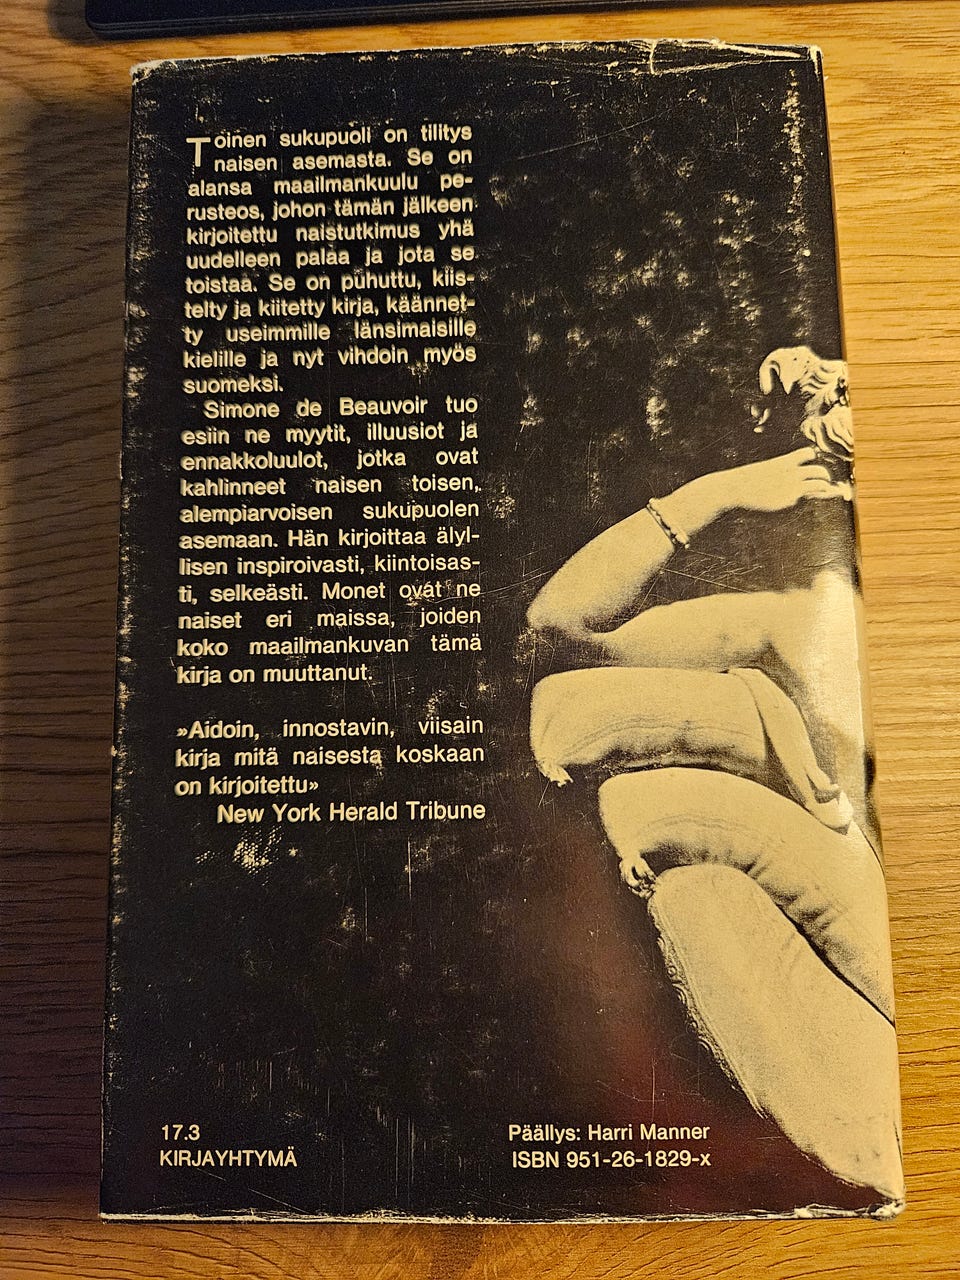 Toinen sukupuoli on tilitys
naisen asemasta. Se on
alansa maailmankuulu pe-
rusteos, johon tämän jälkeen
kirjoitettu naistutkimus yhä
uudelleen palaa ja jota se
toistaa. Se on puhuttu, kiis-
telty ja kiitetty kirja, käännet-
ty useimmille länsimaisille
kielille ja nyt vihdoin myös
suomeksi.
Simone de Beauvoir tuo
esiin ne myytit, illuusiot ja
ennakkoluulot, jotka ovat
kahlinneet naisen toisen,
alempiarvoisen sukupuolen
asemaan. Hän kirjoittaa älyl-
lisen inspiroivasti, kiintoisas-
ti, selkeästi. Monet ovat ne
naiset eri maissa, joiden
koko maailmankuvan tämä
kirja on muuttanut.
»Aidoin, innostavin, viisain
kirja mitä naisesta koskaan
on kirjoitettu»
New York Herald Tribune
17.3
KIRJAYHTYMÄ
Päällys: Harri Manner
ISBN 951-26-1829-x